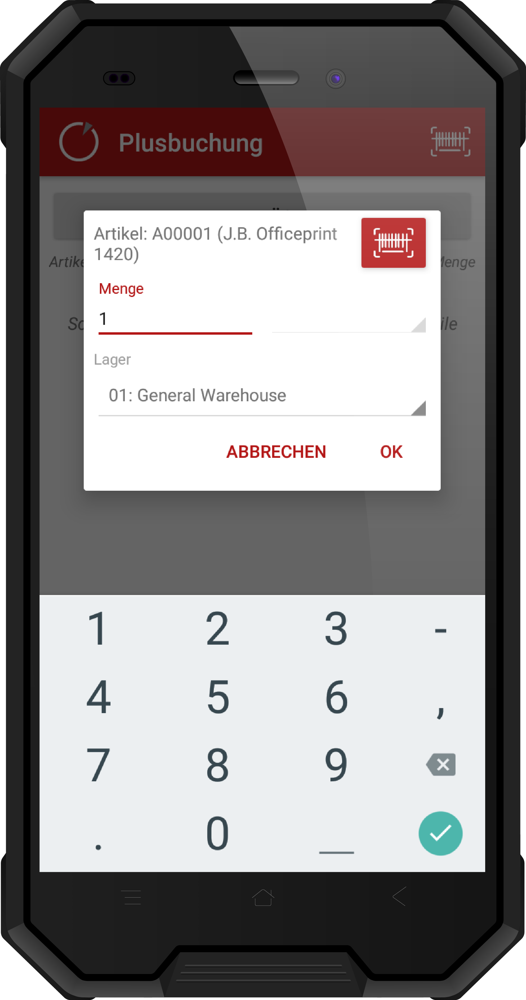 Plusbuchung
Artikel: A00001 (J.B. Officeprint
1420)
Menge
Menge
1
Lager
01: General Warehouse
ABBRECHEN OK
1 2 3 -
4 5 6 ,
7 8 9
. 0